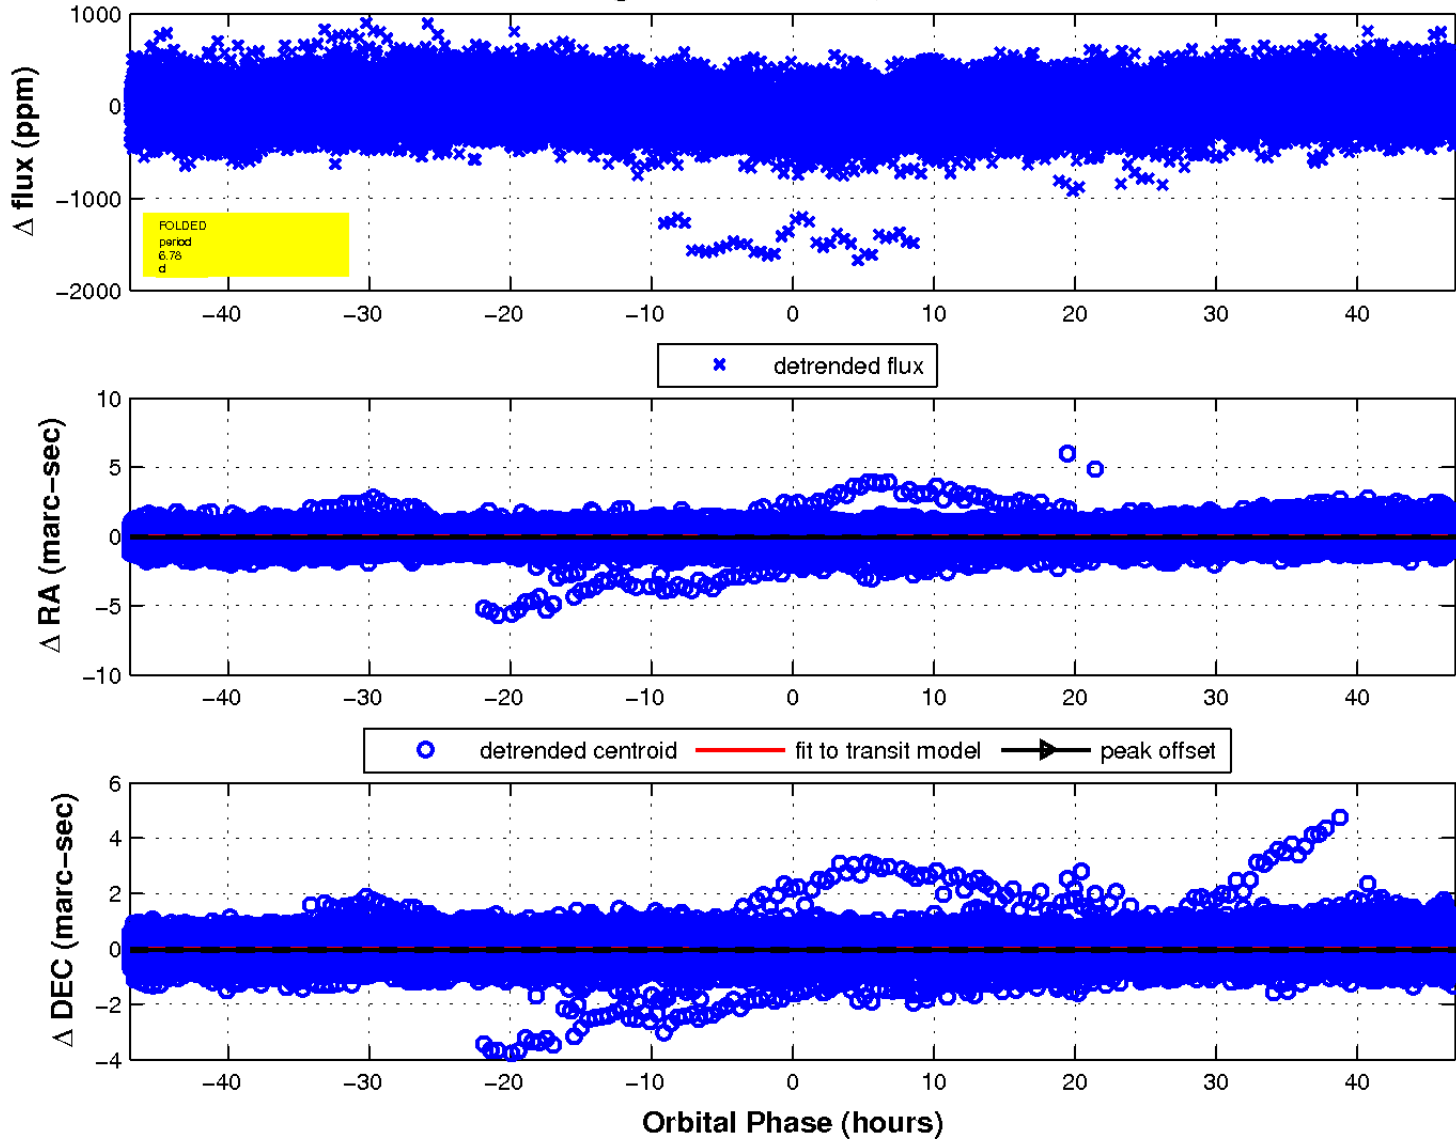 1000
0
−1000
−2000
Δ flux (ppm)
FOLDED
period
6.78
d
−40 −30 −20 −10 0 10 20 30 40
detrended flux
10
5
0
−5
−10
Δ RA (marc−sec)
−40 −30 −20 −10 0 10 20 30 40
detrended centroid fit to transit model peak offset
6
4
2
0
−2
−4
Δ DEC (marc−sec)
−40 −30 −20 −10 0 10 20 30 40
Orbital Phase (hours)